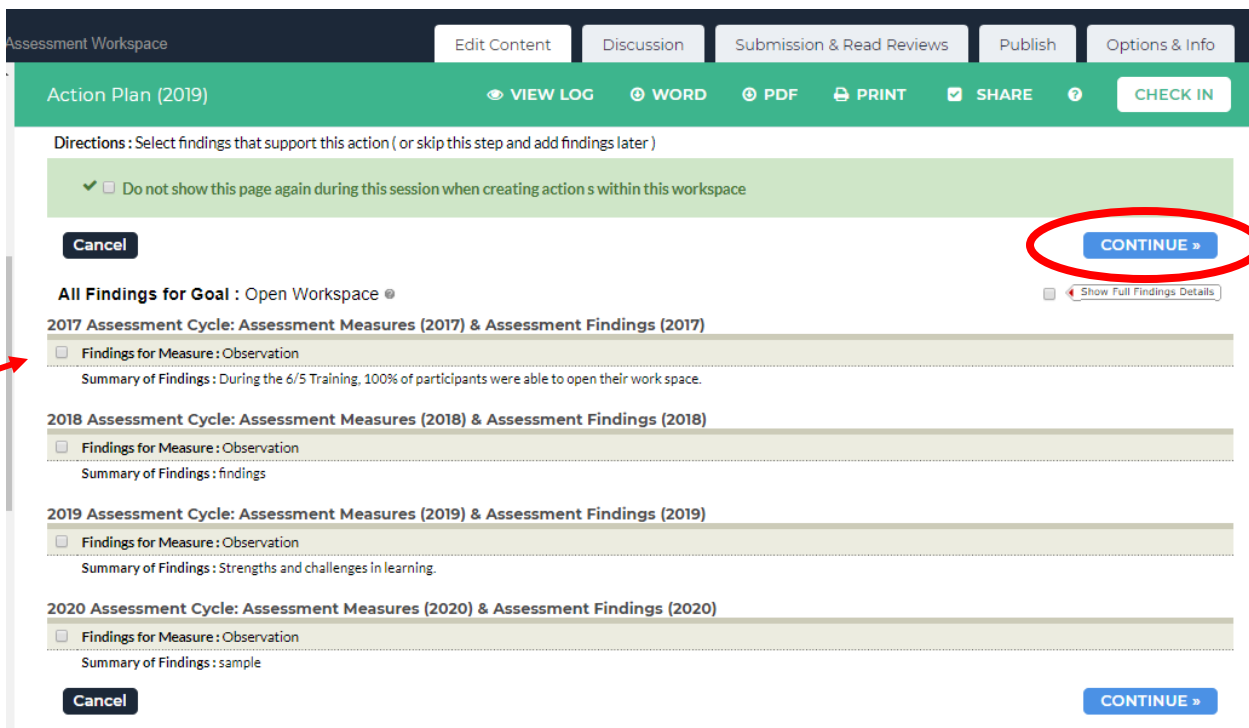 Assessment Workspace
Edit Content Discussion Submission & Read Reviews Publish Options & Info
Action Plan (2019) VIEW LOG WORD PDF PRINT SHARE ? CHECK IN
Directions : Select findings that support this action ( or skip this step and add findings later )
Do not show this page again during this session when creating action s within this workspace
Cancel CONTINUE »
All Findings for Goal : Open Workspace Show Full Findings Details
2017 Assessment Cycle: Assessment Measures (2017) & Assessment Findings (2017)
Findings for Measure : Observation
Summary of Findings : During the 6/5 Training, 100% of participants were able to open their work space.
2018 Assessment Cycle: Assessment Measures (2018) & Assessment Findings (2018)
Findings for Measure : Observation
Summary of Findings : findings
2019 Assessment Cycle: Assessment Measures (2019) & Assessment Findings (2019)
Findings for Measure : Observation
Summary of Findings : Strengths and challenges in learning.
2020 Assessment Cycle: Assessment Measures (2020) & Assessment Findings (2020)
Findings for Measure : Observation
Summary of Findings : sample
Cancel CONTINUE »